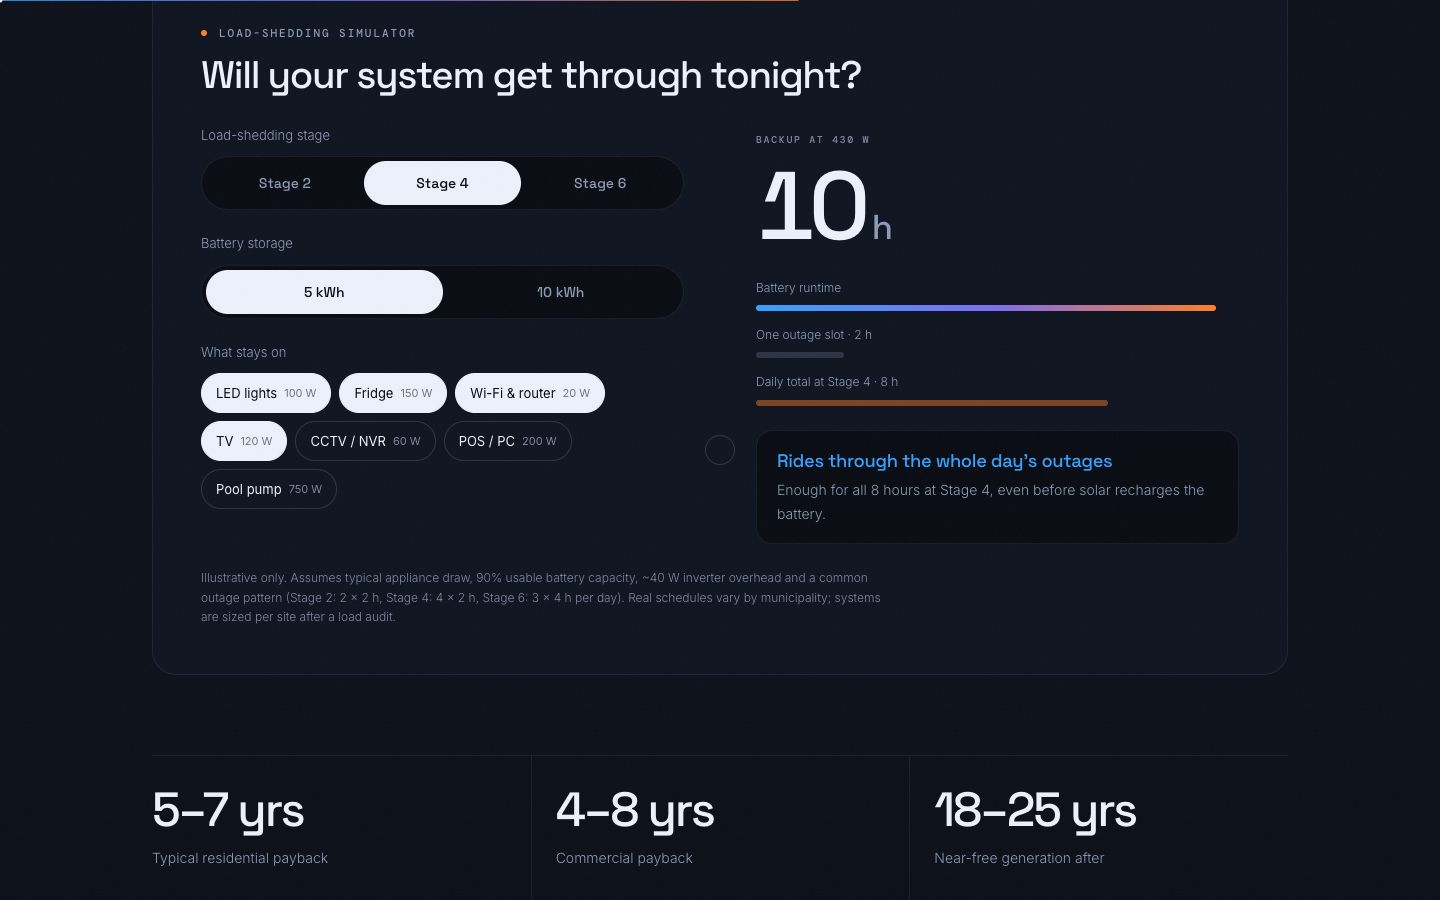 LOAD-SHEDDING SIMULATOR
Will your system get through tonight?
Load-shedding stage
Stage 2
Stage 4
Stage 6
Battery storage
5 kWh
10 kWh
What stays on
LED lights 100 W
Fridge 150 W
Wi-Fi & router 20 W
TV 120 W
CCTV / NVR 60 W
POS / PC 200 W
Pool pump 750 W
BACKUP AT 430 W
10 h
Battery runtime
One outage slot · 2 h
Daily total at Stage 4 · 8 h
Rides through the whole day's outages
Enough for all 8 hours at Stage 4, even before solar recharges the
battery.
Illustrative only. Assumes typical appliance draw, 90% usable battery capacity, ~40 W inverter overhead and a common
outage pattern (Stage 2: 2 × 2 h, Stage 4: 4 × 2 h, Stage 6: 3 × 4 h per day). Real schedules vary by municipality; systems
are sized per site after a load audit.
5–7 yrs
Typical residential payback
4–8 yrs
Commercial payback
18–25 yrs
Near-free generation after